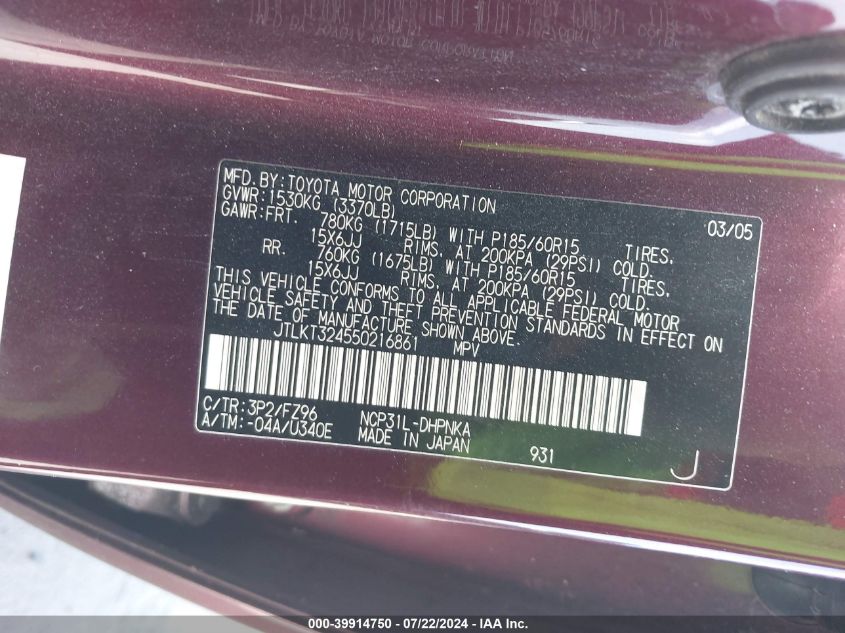 MFD. BY: TOYOTA MOTOR CORPORATION 03/05
GVWR: 1530KG (3370LB)
GAWR: FRT. 780KG (1715LB) WITH P185/60R15 TIRES,
15X6JJ RIMS, AT 200KPA (29PSI) COLD.
RR. 760KG (1675LB) WITH P185/60R15 TIRES,
15X6JJ RIMS, AT 200KPA (29PSI) COLD.
THIS VEHICLE CONFORMS TO ALL APPLICABLE FEDERAL MOTOR
VEHICLE SAFETY AND THEFT PREVENTION STANDARDS IN EFFECT ON
THE DATE OF MANUFACTURE SHOWN ABOVE.
JTLKT324550216861 MPV
C/TR: 3P2/FZ96 NCP31L-DHPNKA
A/TM: -04A/U340E MADE IN JAPAN 931
J
000-39914750 - 07/22/2024 - IAA Inc.